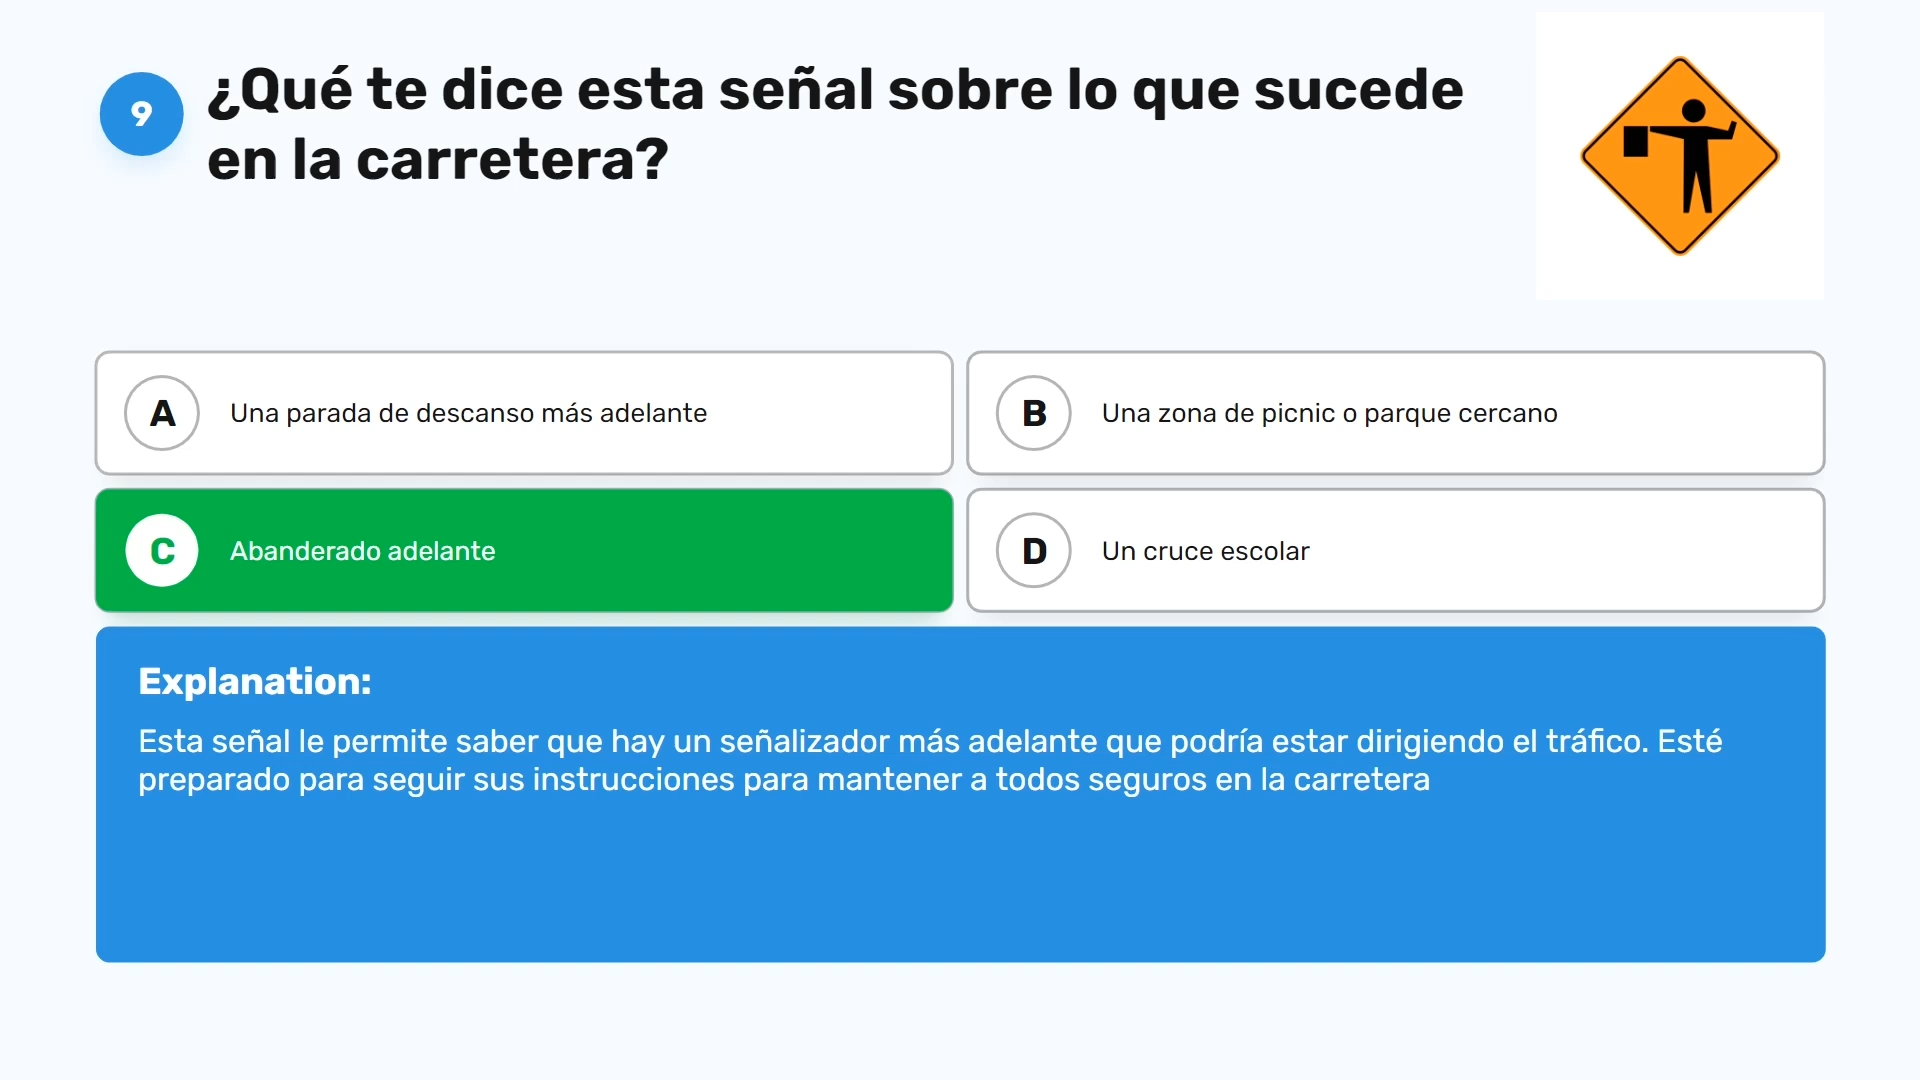 9
¿Qué te dice esta señal sobre lo que sucede
en la carretera?
A Una parada de descanso más adelante
B Una zona de picnic o parque cercano
C Abanderado adelante
D Un cruce escolar
Explanation:
Esta señal le permite saber que hay un señalizador más adelante que podría estar dirigiendo el tráfico. Esté
preparado para seguir sus instrucciones para mantener a todos seguros en la carretera